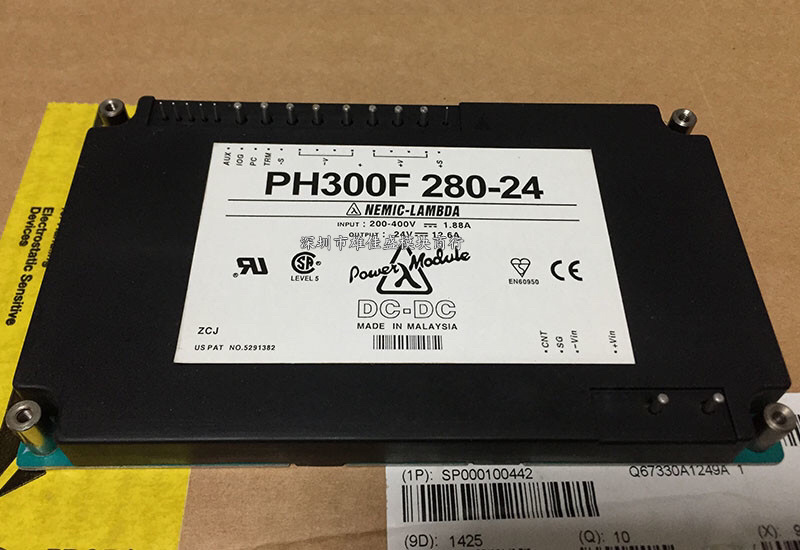 AUX
IOG
PC
TRM
-S
-V
+
+V
+S
PH300F 280-24
NEMIC-LAMBDA
INPUT : 200-400V ⎓ 1.88A
OUTPUT : 24V ⎓ 12.6A
深圳市雄佳盛模块商行
Power Module
LEVEL 5
EN60950
CE
DC-DC
MADE IN MALAYSIA
ZCJ
US PAT NO.5291382
CNT
SG
-Vin
+Vin
Electrostatic Sensitive
Devices
(1P): SP000100442
Q67330A1249A 1
(9D): 1425
(Q): 10
(X):